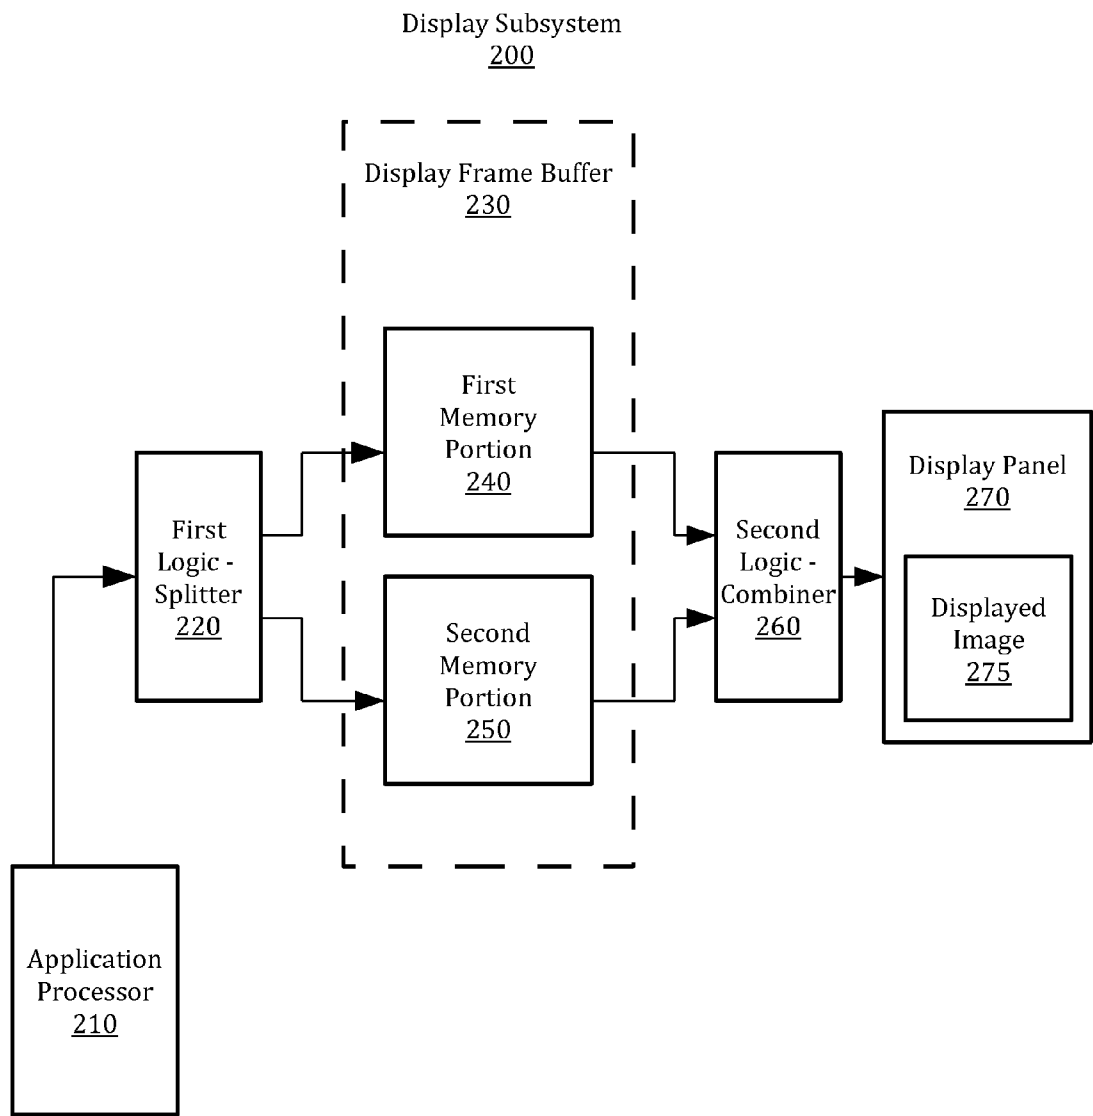 Display Subsystem
200
Display Frame Buffer
230
First
Memory
Portion
240
First
Logic -
Splitter
220
Second
Memory
Portion
250
Second
Logic -
Combiner
260
Display Panel
270
Displayed
Image
275
Application
Processor
210